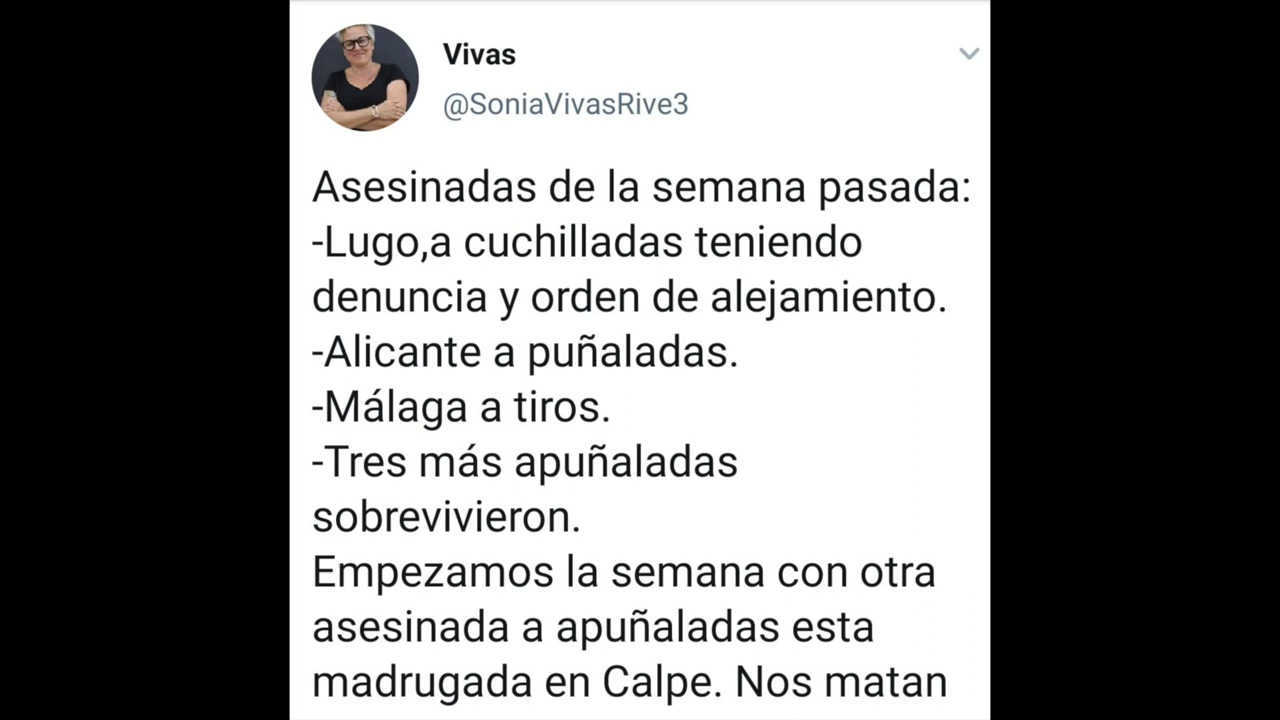 Vivas
@SoniaVivasRive3
Asesinadas de la semana pasada:
-Lugo,a cuchilladas teniendo
denuncia y orden de alejamiento.
-Alicante a puñaladas.
-Málaga a tiros.
-Tres más apuñaladas
sobrevivieron.
Empezamos la semana con otra
asesinada a apuñaladas esta
madrugada en Calpe. Nos matan